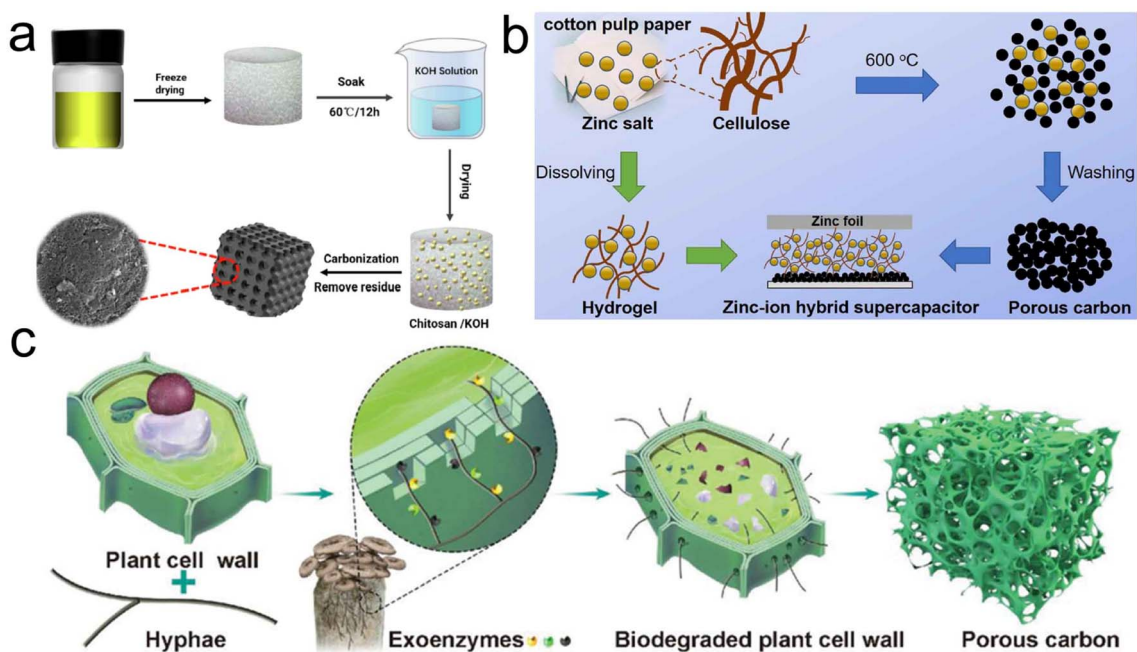 a
Freeze
drying
Soak
60℃/12h
KOH Solution
Drying
Carbonization
Remove residue
Chitosan /KOH
b
cotton pulp paper
Zinc salt
Cellulose
600 °C
Dissolving
Washing
Zinc foil
Hydrogel
Zinc-ion hybrid supercapacitor
Porous carbon
c
Plant cell wall
+
Hyphae
Exoenzymes
Biodegraded plant cell wall
Porous carbon